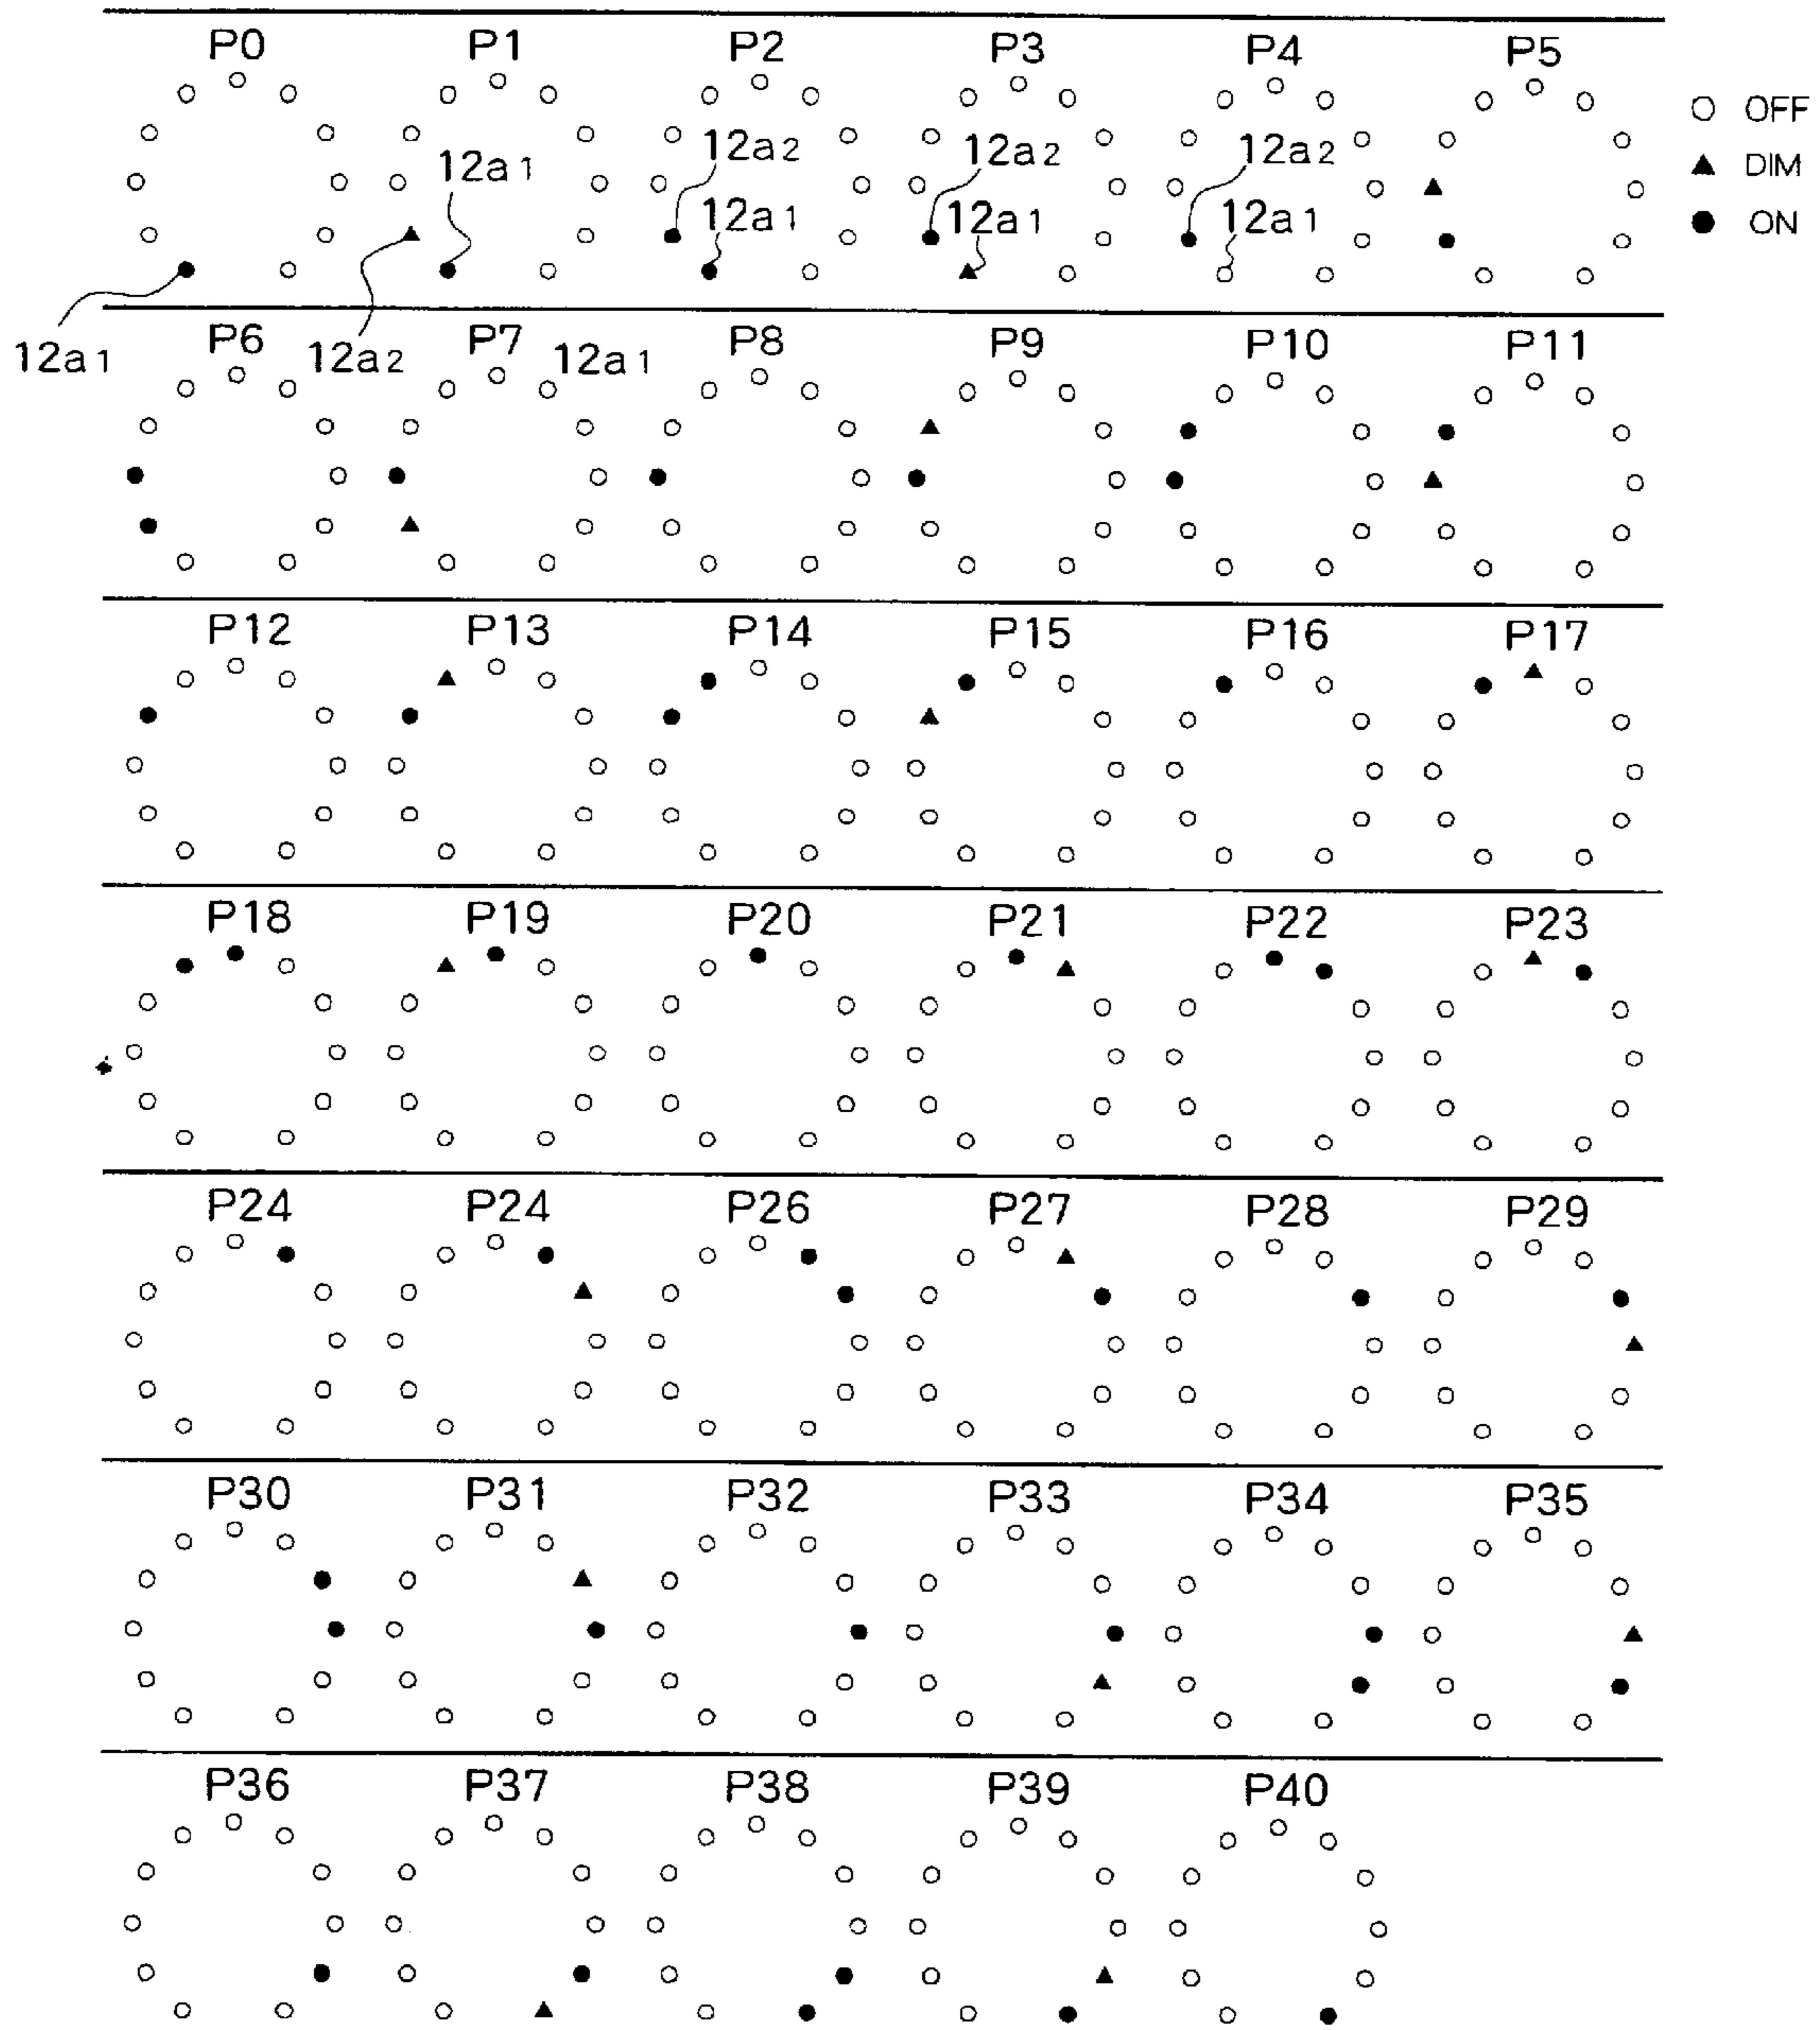 P0 P1 P2 P3 P4 P5
OFF
DIM
ON
12a2 12a2 12a2
12a1
12a1 12a1 12a1
12a1 12a2 12a1
P6 P7 P8 P9 P10 P11
P12 P13 P14 P15 P16 P17
P18 P19 P20 P21 P22 P23
P24 P24 P26 P27 P28 P29
P30 P31 P32 P33 P34 P35
P36 P37 P38 P39 P40